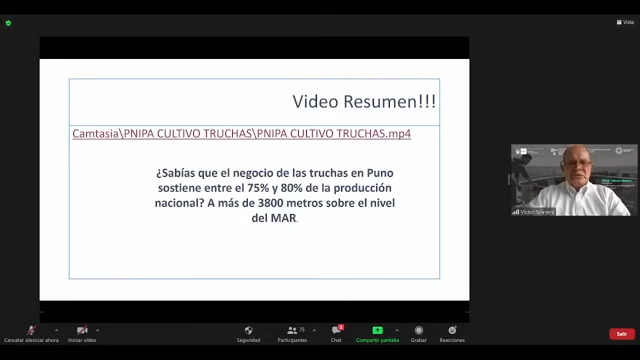 Vista
Video Resumen!!!
Camtasia\PNIPA CULTIVO TRUCHAS\PNIPA CULTIVO TRUCHAS.mp4
¿Sabías que el negocio de las truchas en Puno
sostiene entre el 75% y 80% de la producción
nacional? A más de 3800 metros sobre el nivel
del MAR.
Cancelar silenciar ahora
Iniciar video
Seguridad
Participantes
75
Chat
Compartir pantalla
Grabar
Reacciones
Salir